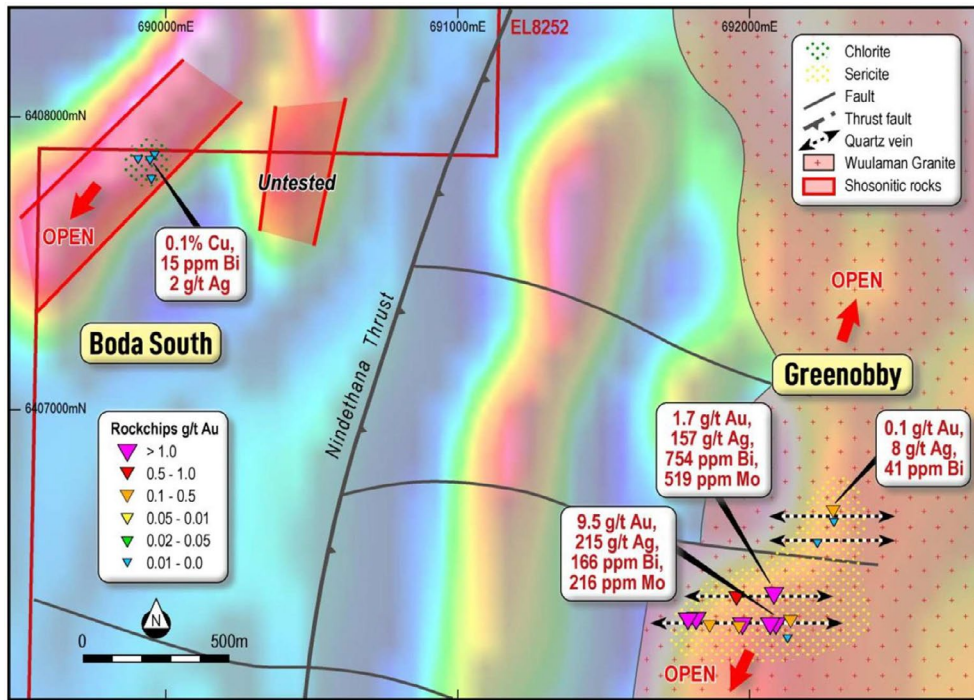 690000mE
691000mE
692000mE
EL8252
6408000mN
6407000mN
Chlorite
Sericite
Fault
Thrust fault
Quartz vein
Wuulaman Granite
Shosonitic rocks
Untested
OPEN
0.1% Cu,
15 ppm Bi
2 g/t Ag
Boda South
Nindethana Thrust
OPEN
Greenobby
1.7 g/t Au,
157 g/t Ag,
754 ppm Bi,
519 ppm Mo
0.1 g/t Au,
8 g/t Ag,
41 ppm Bi
9.5 g/t Au,
215 g/t Ag,
166 ppm Bi,
216 ppm Mo
Rockchips g/t Au
> 1.0
0.5 - 1.0
0.1 - 0.5
0.05 - 0.01
0.02 - 0.05
0.01 - 0.0
N
0
500m
OPEN